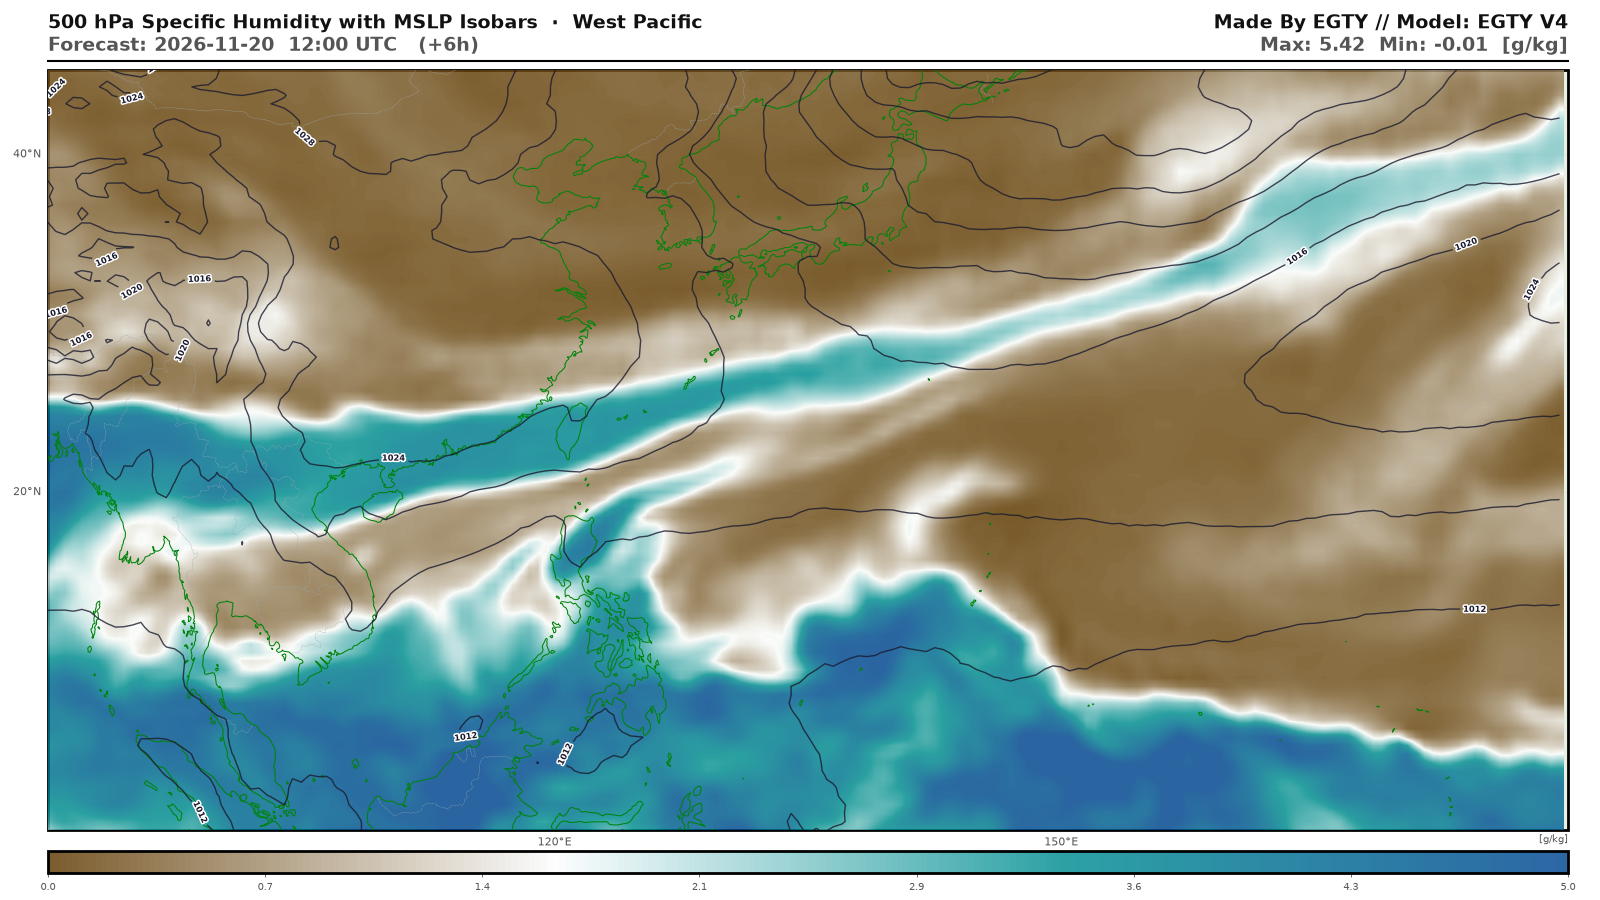 500 hPa Specific Humidity with MSLP Isobars · West Pacific
Made By EGTY // Model: EGTY V4
Forecast: 2026-11-20 12:00 UTC (+6h)
Max: 5.42 Min: -0.01 [g/kg]
1024
1024
1028
40°N
1016
1020
1016
1016
1020
1016
1024
1016
1016
1020
1024
20°N
1012
1012
1012
1012
120°E
150°E
[g/kg]
0.0
0.7
1.4
2.1
2.9
3.6
4.3
5.0